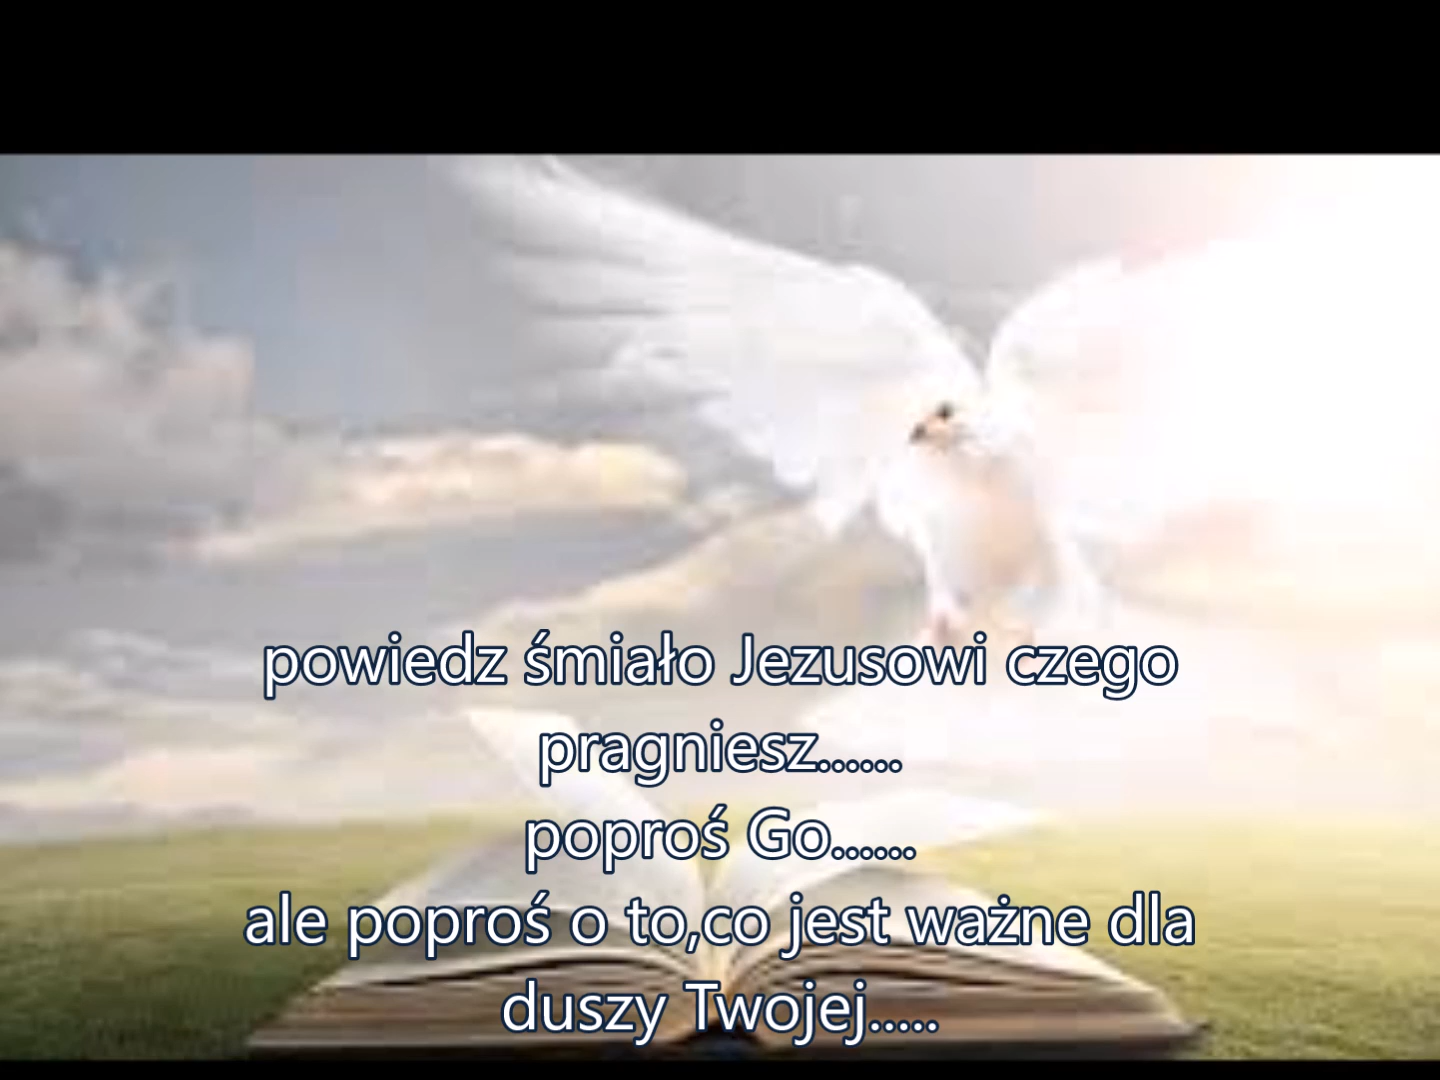 powiedz śmiało Jezusowi czego
pragniesz......
poproś Go......
ale poproś o to,co jest ważne dla
duszy Twojej.....